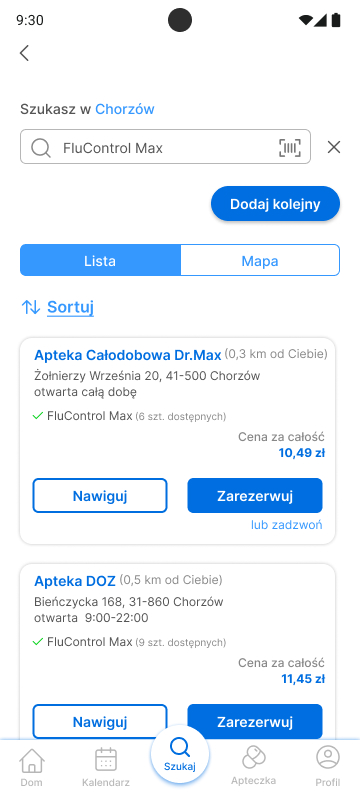 9:30
Szukasz w Chorzów
FluControl Max
Dodaj kolejny
Lista
Mapa
Sortuj
Apteka Całodobowa Dr.Max (0,3 km od Ciebie)
Żołnierzy Września 20, 41-500 Chorzów
otwarta całą dobę
FluControl Max (6 szt. dostępnych)
Cena za całość
10,49 zł
Nawiguj
Zarezerwuj
lub zadzwoń
Apteka DOZ (0,5 km od Ciebie)
Bieńczycka 168, 31-860 Chorzów
otwarta 9:00-22:00
FluControl Max (9 szt. dostępnych)
Cena za całość
11,45 zł
Nawiguj
Zarezerwuj
Dom
Kalendarz
Szukaj
Apteczka
Profil